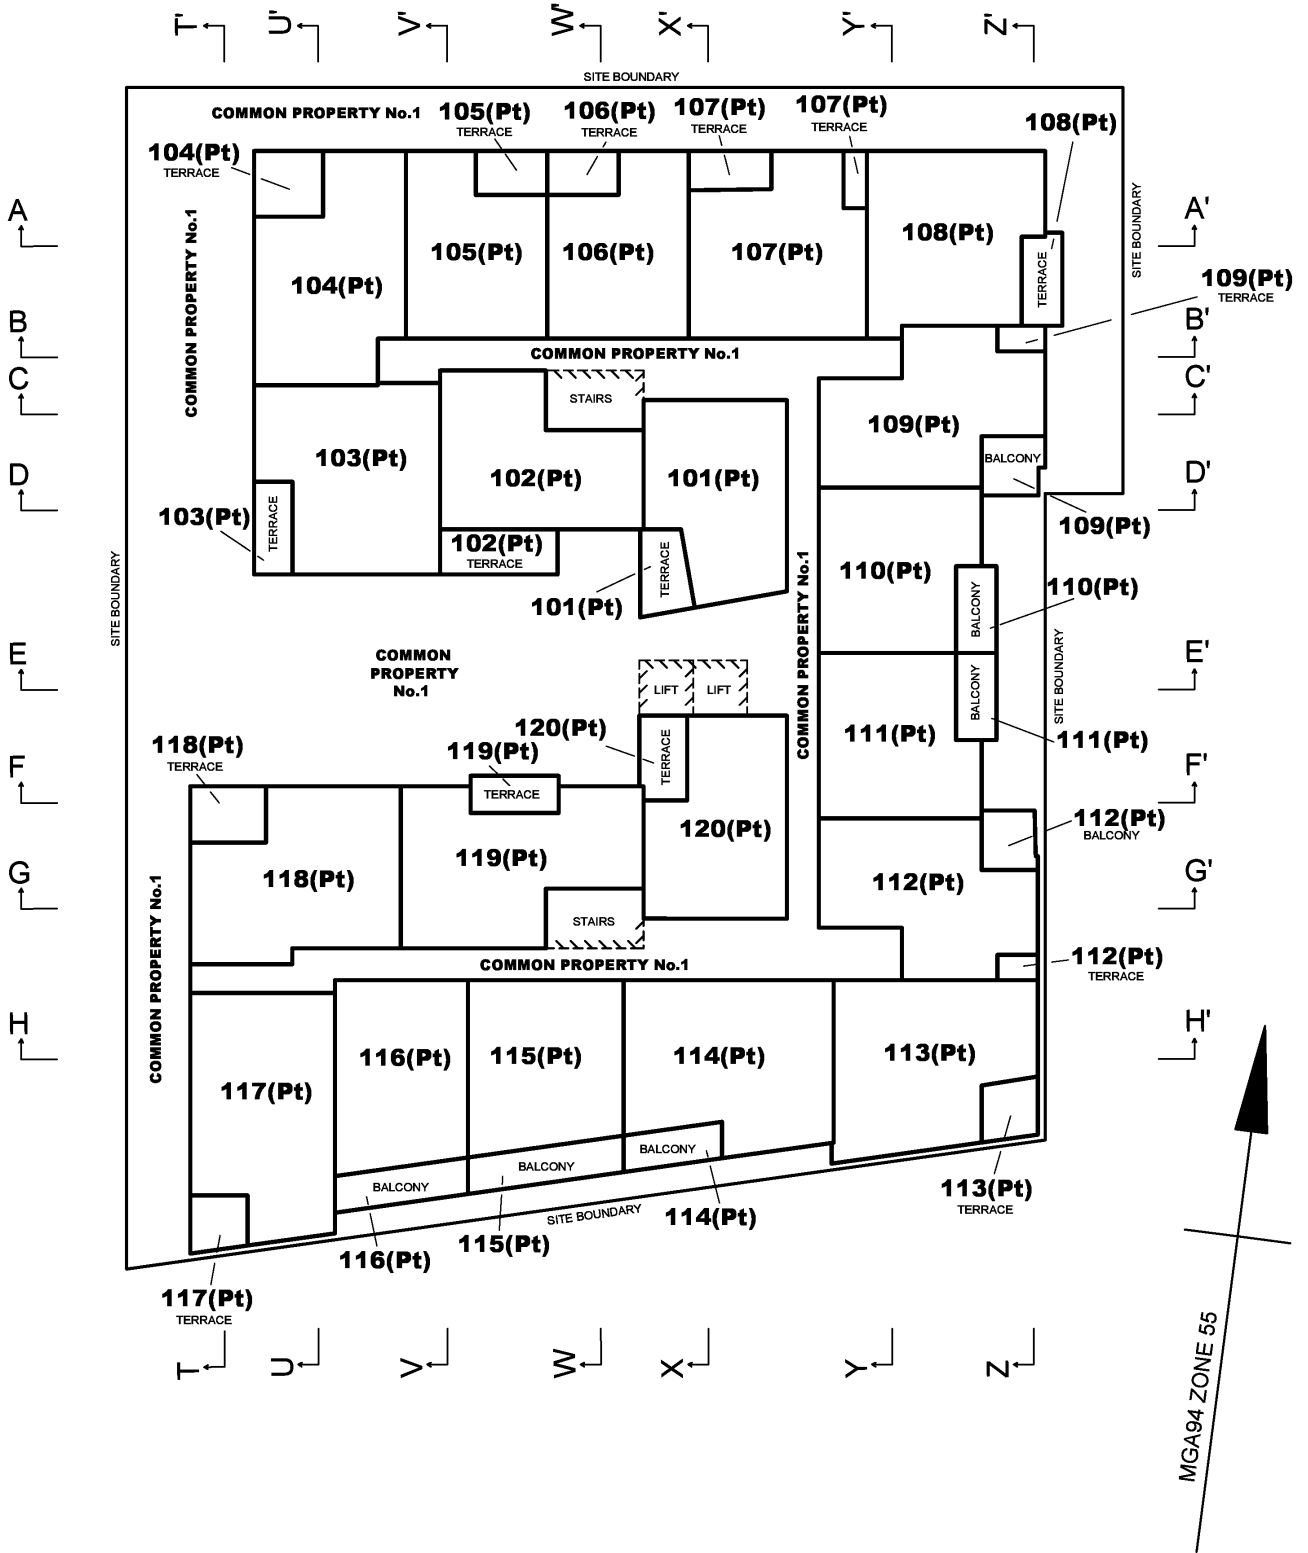 T'
U'
V'
W'
X'
Y'
Z'
SITE BOUNDARY
COMMON PROPERTY No.1
105(Pt)
TERRACE
106(Pt)
TERRACE
107(Pt)
TERRACE
107(Pt)
TERRACE
108(Pt)
104(Pt)
TERRACE
A
A'
COMMON PROPERTY No.1
104(Pt)
105(Pt)
106(Pt)
107(Pt)
108(Pt)
TERRACE
SITE BOUNDARY
109(Pt)
TERRACE
B
B'
COMMON PROPERTY No.1
C
C'
STAIRS
103(Pt)
102(Pt)
101(Pt)
109(Pt)
BALCONY
D
D'
103(Pt)
TERRACE
102(Pt)
TERRACE
109(Pt)
TERRACE
101(Pt)
SITE BOUNDARY
COMMON PROPERTY No.1
110(Pt)
BALCONY
110(Pt)
E
E'
COMMON
PROPERTY
No.1
LIFT
LIFT
SITE BOUNDARY
BALCONY
111(Pt)
111(Pt)
118(Pt)
TERRACE
119(Pt)
TERRACE
120(Pt)
TERRACE
F
F'
112(Pt)
BALCONY
118(Pt)
119(Pt)
120(Pt)
112(Pt)
G
G'
STAIRS
COMMON PROPERTY No.1
COMMON PROPERTY No.1
112(Pt)
TERRACE
H
H'
117(Pt)
116(Pt)
115(Pt)
114(Pt)
113(Pt)
BALCONY
BALCONY
BALCONY
SITE BOUNDARY
116(Pt)
115(Pt)
114(Pt)
113(Pt)
TERRACE
117(Pt)
TERRACE
T
U
V
W
X
Y
Z
MGA94 ZONE 55